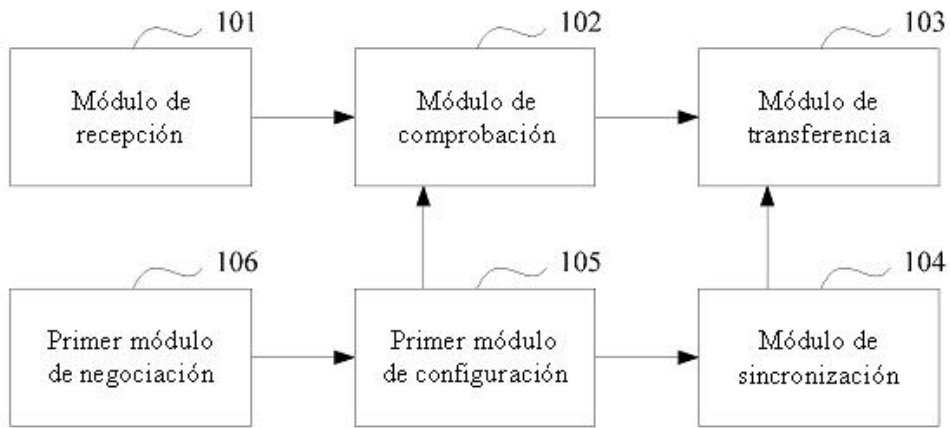 101
Módulo de
recepción
102
Módulo de
comprobación
103
Módulo de
transferencia
106
Primer módulo
de negociación
105
Primer módulo
de configuración
104
Módulo de
sincronización